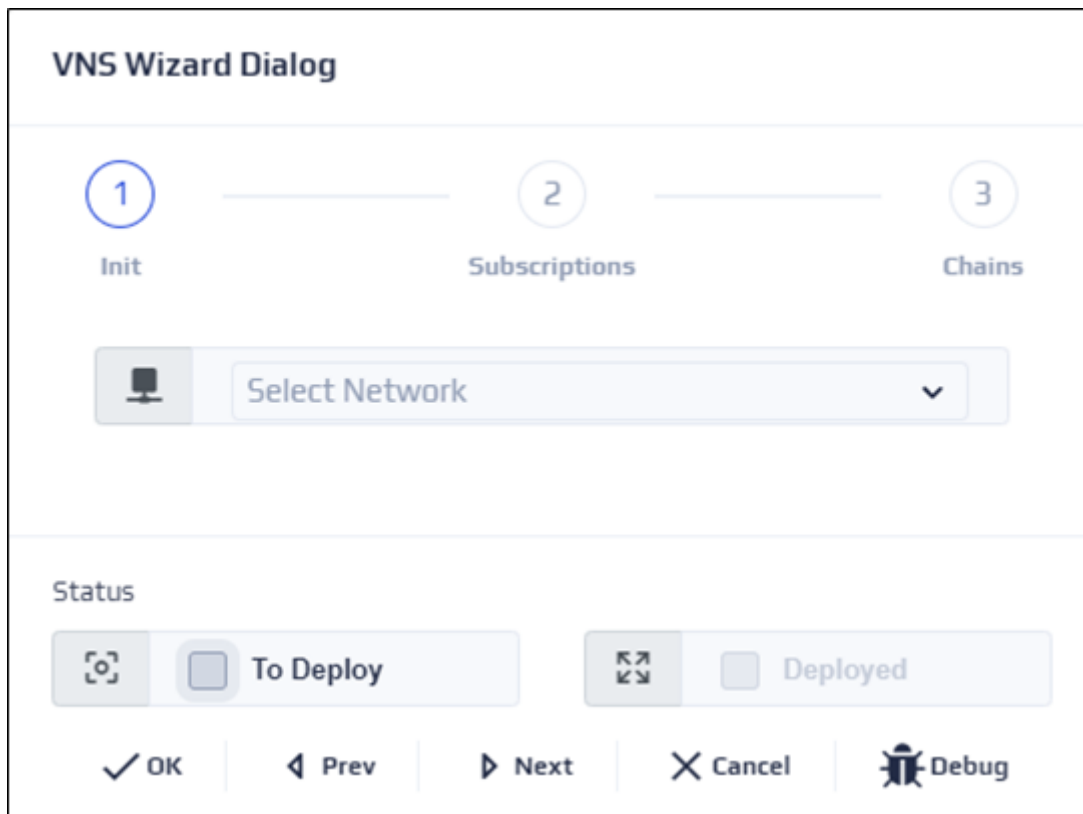 VNS Wizard Dialog
1 2 3
Init Subscriptions Chains
Select Network
Status
To Deploy Deployed
OK Prev Next Cancel Debug